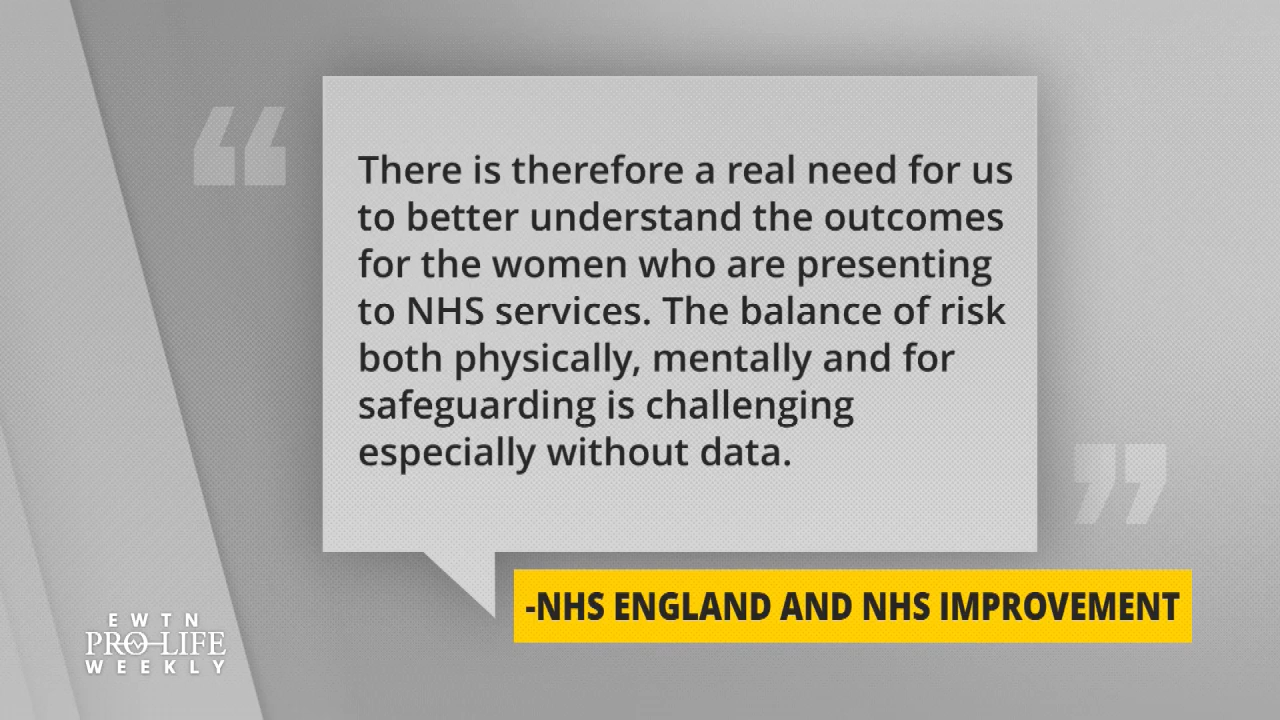 “
There is therefore a real need for us
to better understand the outcomes
for the women who are presenting
to NHS services. The balance of risk
both physically, mentally and for
safeguarding is challenging
especially without data.
”
-NHS ENGLAND AND NHS IMPROVEMENT
EWTN
PRO-LIFE
WEEKLY